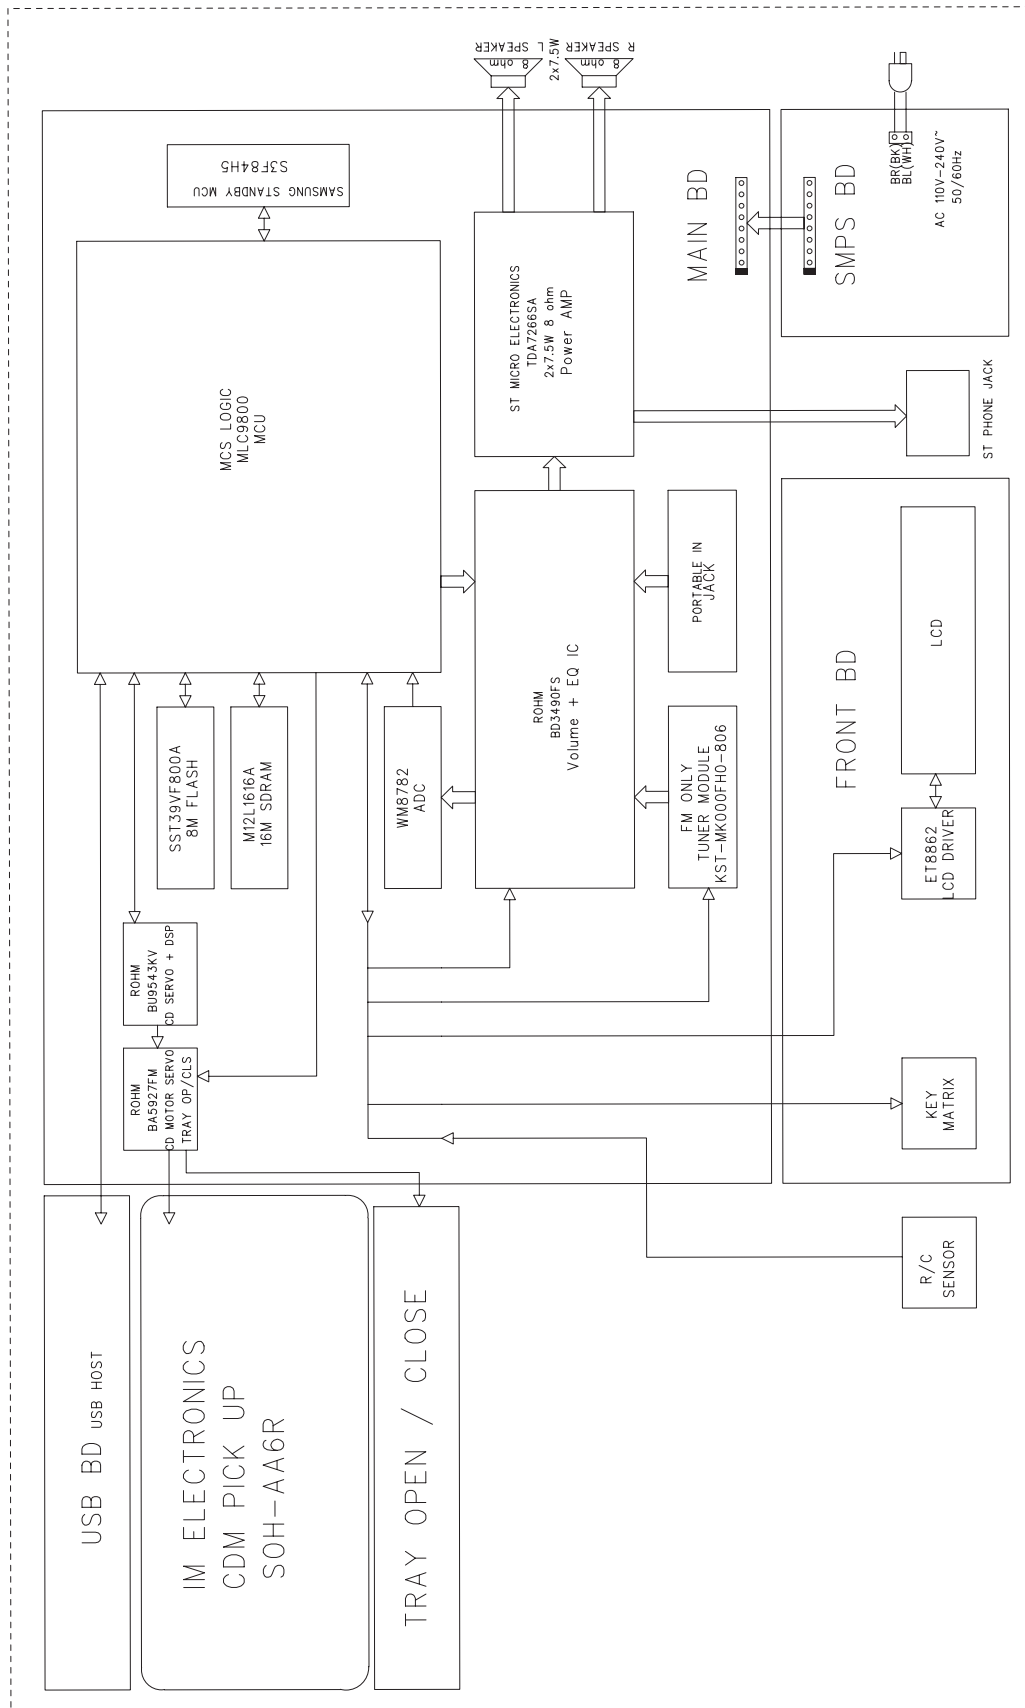 USB BD USB HOST
IM ELECTRONICS
CDM PICK UP
SOH-AA6R
TRAY OPEN / CLOSE
ROHM
BA5927FM
CD MOTOR SERVO
TRAY OP/CLS
ROHM
BU9543KV
CD SERVO + DSP
SST39VF800A
8M FLASH
M12L1616A
16M SDRAM
WM8782
ADC
MCS LOGIC
MLC9800
MCU
SAMSUNG STANDBY MCU
S3F84H5
ROHM
BD3490FS
Volume + EQ IC
ST MICRO ELECTRONICS
TDA7266SA
2x7.5W 8 ohm
Power AMP
8 ohm
L SPEAKER
2x7.5W
8 ohm
R SPEAKER
FM ONLY
TUNER MODULE
KST-MK000FH0-806
PORTABLE IN
JACK
MAIN BD
SMPS BD
BR(BK)
BL(WH)
AC 110V-240V~
50/60Hz
ST PHONE JACK
FRONT BD
LCD
ET8862
LCD DRIVER
KEY
MATRIX
R/C
SENSOR